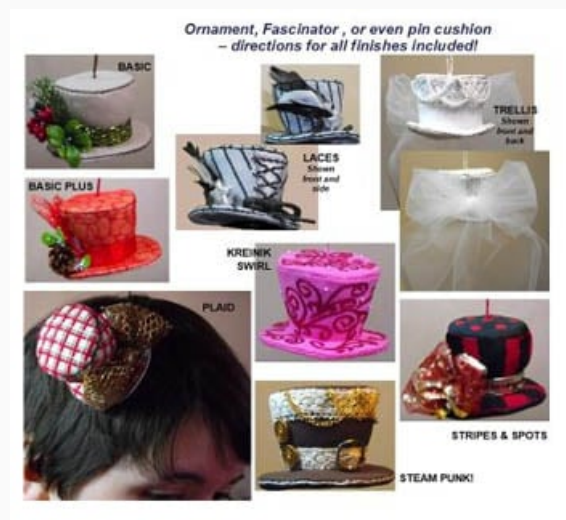 Ornament, Fascinator , or even pin cushion
– directions for all finishes included!
BASIC
TRELLIS
Shown
front and
back
LACES
Shown
front and
side
BASIC PLUS
KREINIK
SWIRL
PLAID
STRIPES & SPOTS
STEAM PUNK!